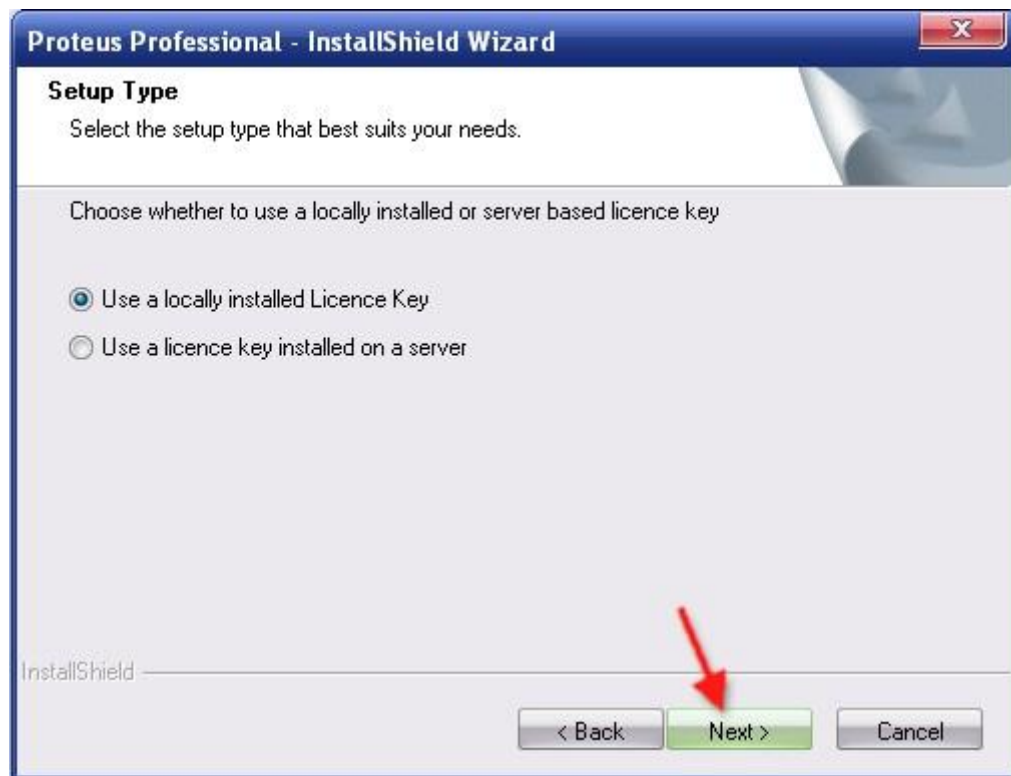 Proteus Professional - InstallShield Wizard
Setup Type
Select the setup type that best suits your needs.
Choose whether to use a locally installed or server based licence key
Use a locally installed Licence Key
Use a licence key installed on a server
InstallShield
< Back Next > Cancel